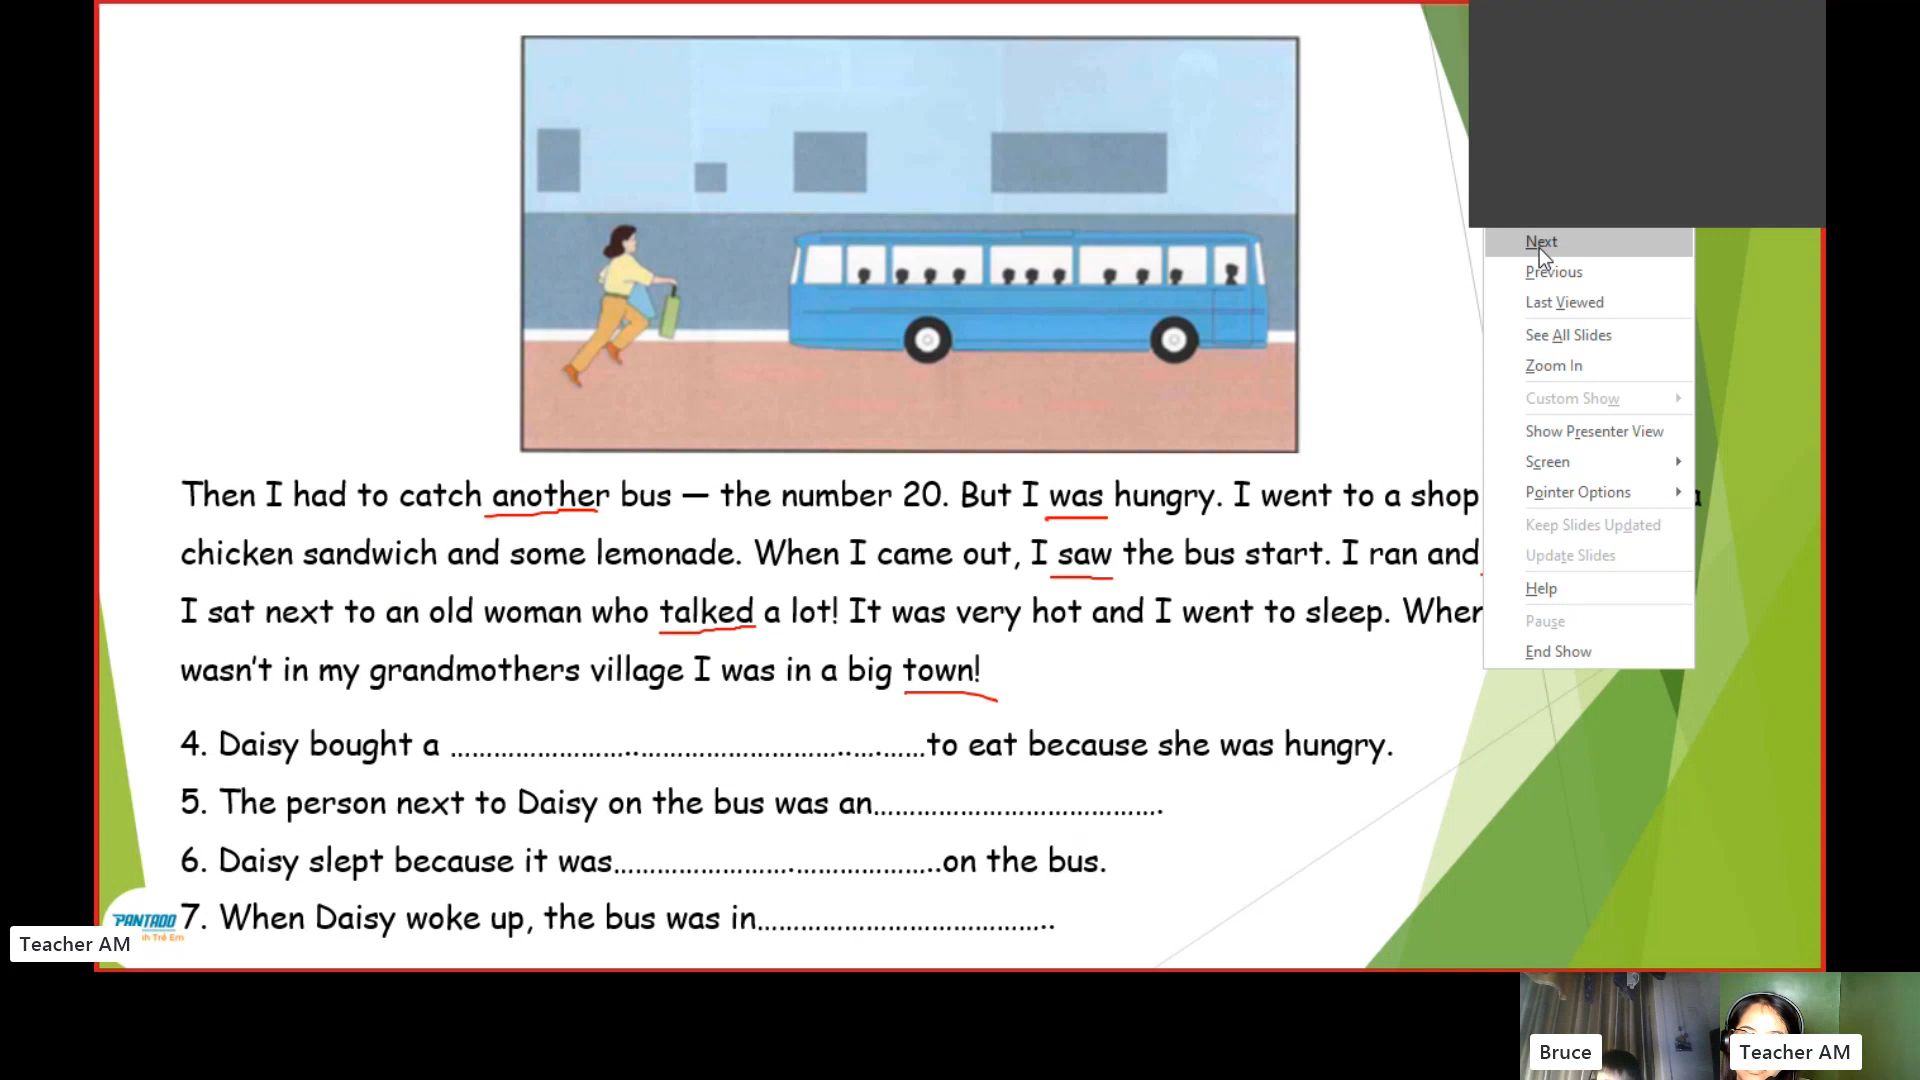 Then I had to catch another bus — the number 20. But I was hungry. I went to a shop
chicken sandwich and some lemonade. When I came out, I saw the bus start. I ran and
I sat next to an old woman who talked a lot! It was very hot and I went to sleep.
wasn't in my grandmothers village I was in a big town!
4. Daisy bought a ................................................to eat because she was hungry.
5. The person next to Daisy on the bus was an................................
6. Daisy slept because it was....................................on the bus.
7. When Daisy woke up, the bus was in..................................
PANTADO
Teacher AM
Next
Previous
Last Viewed
See All Slides
Zoom In
Custom Show
Show Presenter View
Screen
Pointer Options
Keep Slides Updated
Update Slides
Help
Pause
End Show
Bruce
Teacher AM